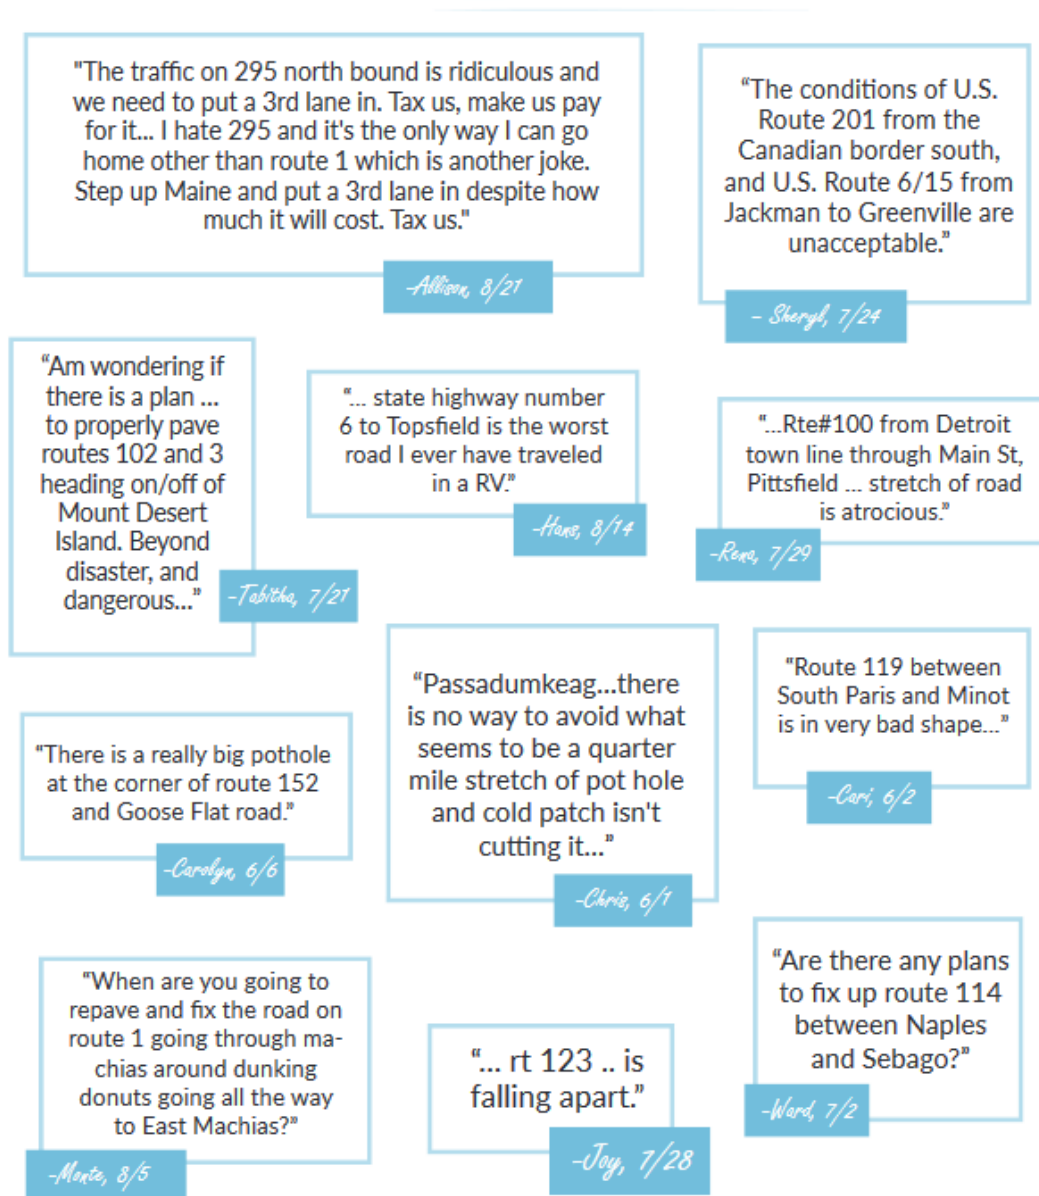 "The traffic on 295 north bound is ridiculous and
we need to put a 3rd lane in. Tax us, make us pay
for it... I hate 295 and it's the only way I can go
home other than route 1 which is another joke.
Step up Maine and put a 3rd lane in despite how
much it will cost. Tax us."
-Allison, 8/21
“The conditions of U.S.
Route 201 from the
Canadian border south,
and U.S. Route 6/15 from
Jackman to Greenville are
unacceptable.”
– Sheryl, 7/24
“Am wondering if
there is a plan ...
to properly pave
routes 102 and 3
heading on/off of
Mount Desert
Island. Beyond
disaster, and
dangerous...”
-Tabitha, 7/21
“... state highway number
6 to Topsfield is the worst
road I ever have traveled
in a RV.”
-Hans, 8/14
“...Rte#100 from Detroit
town line through Main St,
Pittsfield ... stretch of road
is atrocious.”
-Rena, 7/29
“There is a really big pothole
at the corner of route 152
and Goose Flat road.”
-Carolyn, 6/6
“Passadumkeag...there
is no way to avoid what
seems to be a quarter
mile stretch of pot hole
and cold patch isn't
cutting it...”
-Chris, 6/1
"Route 119 between
South Paris and Minot
is in very bad shape...”
-Cari, 6/2
“When are you going to
repave and fix the road on
route 1 going through ma-
chias around dunking
donuts going all the way
to East Machias?”
-Monte, 8/5
“... rt 123 .. is
falling apart.”
-Joy, 7/28
“Are there any plans
to fix up route 114
between Naples
and Sebago?”
-Ward, 7/2